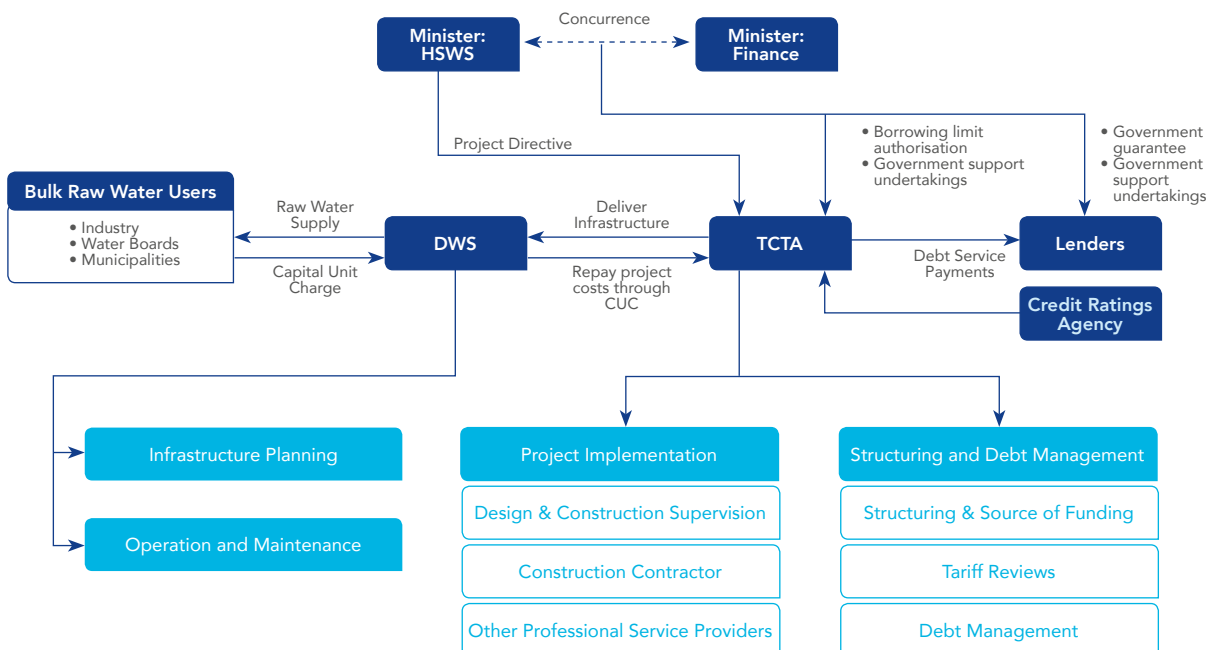 Concurrence
Minister:
HSWS
Minister:
Finance
Project Directive
• Borrowing limit
authorisation
• Government support
undertakings
• Government
guarantee
• Government
support
undertakings
Bulk Raw Water Users
• Industry
• Water Boards
• Municipalities
Raw Water
Supply
Capital Unit
Charge
DWS
Deliver
Infrastructure
Repay project
costs through
CUC
TCTA
Debt Service
Payments
Lenders
Credit Ratings
Agency
Infrastructure Planning
Operation and Maintenance
Project Implementation
Design & Construction Supervision
Construction Contractor
Other Professional Service Providers
Structuring and Debt Management
Structuring & Source of Funding
Tariff Reviews
Debt Management